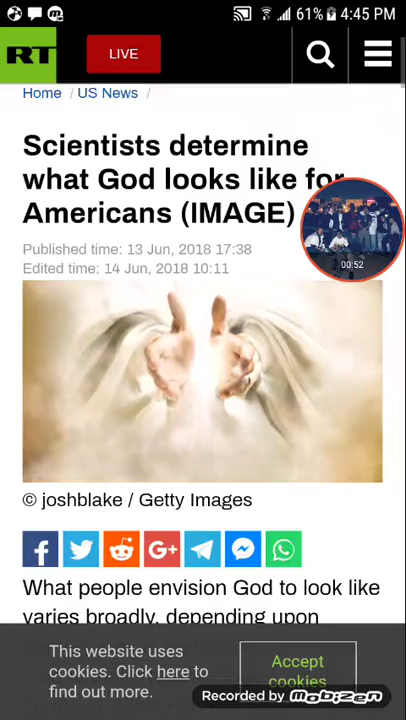 61% 4:45 PM
RT LIVE
Home / US News /
Scientists determine
what God looks like for
Americans (IMAGE)
00:52
Published time: 13 Jun, 2018 17:38
Edited time: 14 Jun, 2018 10:11
© joshblake / Getty Images
f G+
What people envision God to look like
varies broadly, depending upon
This website uses
cookies. Click here to
find out more.
Accept
cookies
Recorded by mobizen